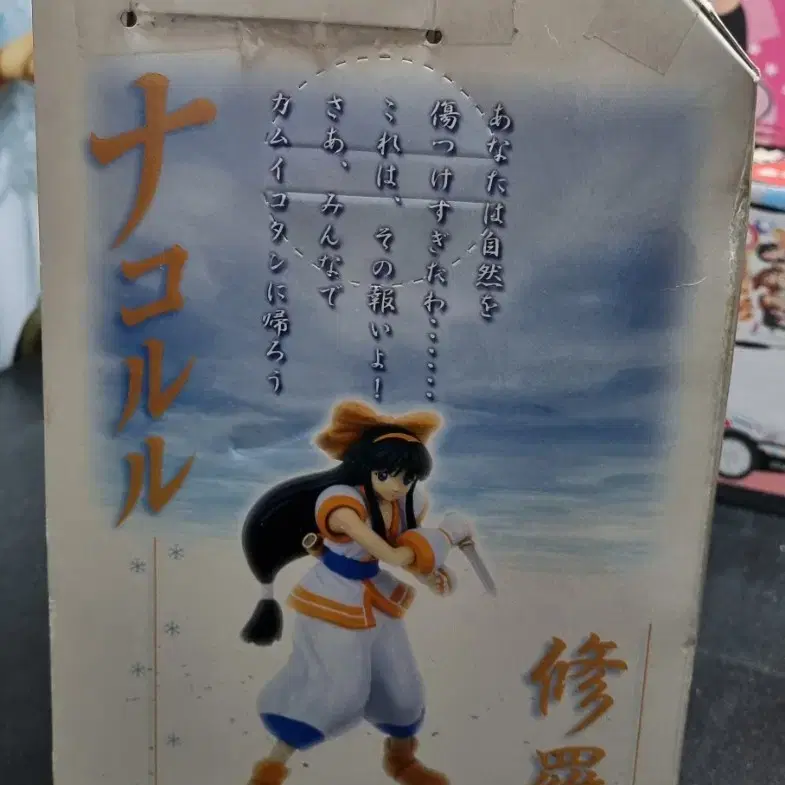 ナコルル
あなたは自然を
傷つけすぎたわ・・・・・
これは、その報いよ！
さあ、みんなで
カムイコタンに帰ろう
修羅